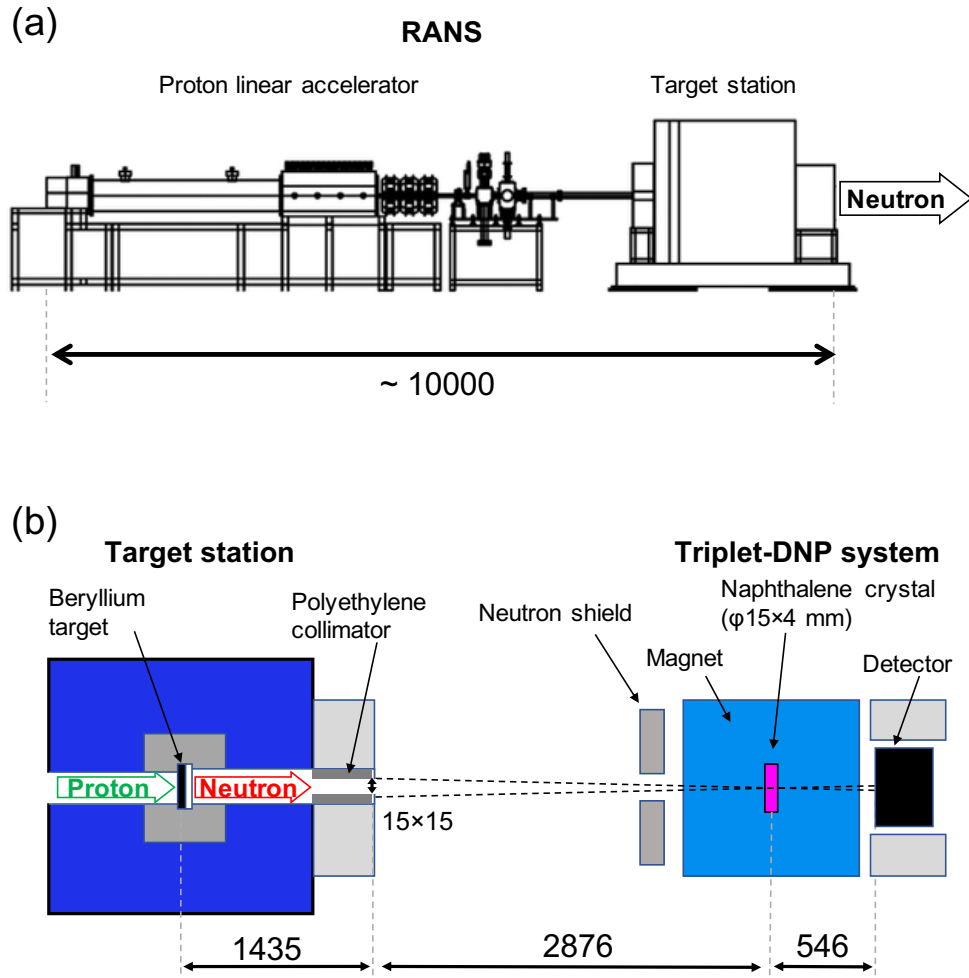 (a)
RANS
Proton linear accelerator
Target station
Neutron
~ 10000
(b)
Target station
Triplet-DNP system
Beryllium
target
Polyethylene
collimator
Neutron shield
Naphthalene crystal
(φ15×4 mm)
Magnet
Detector
Proton
Neutron
15×15
1435
2876
546